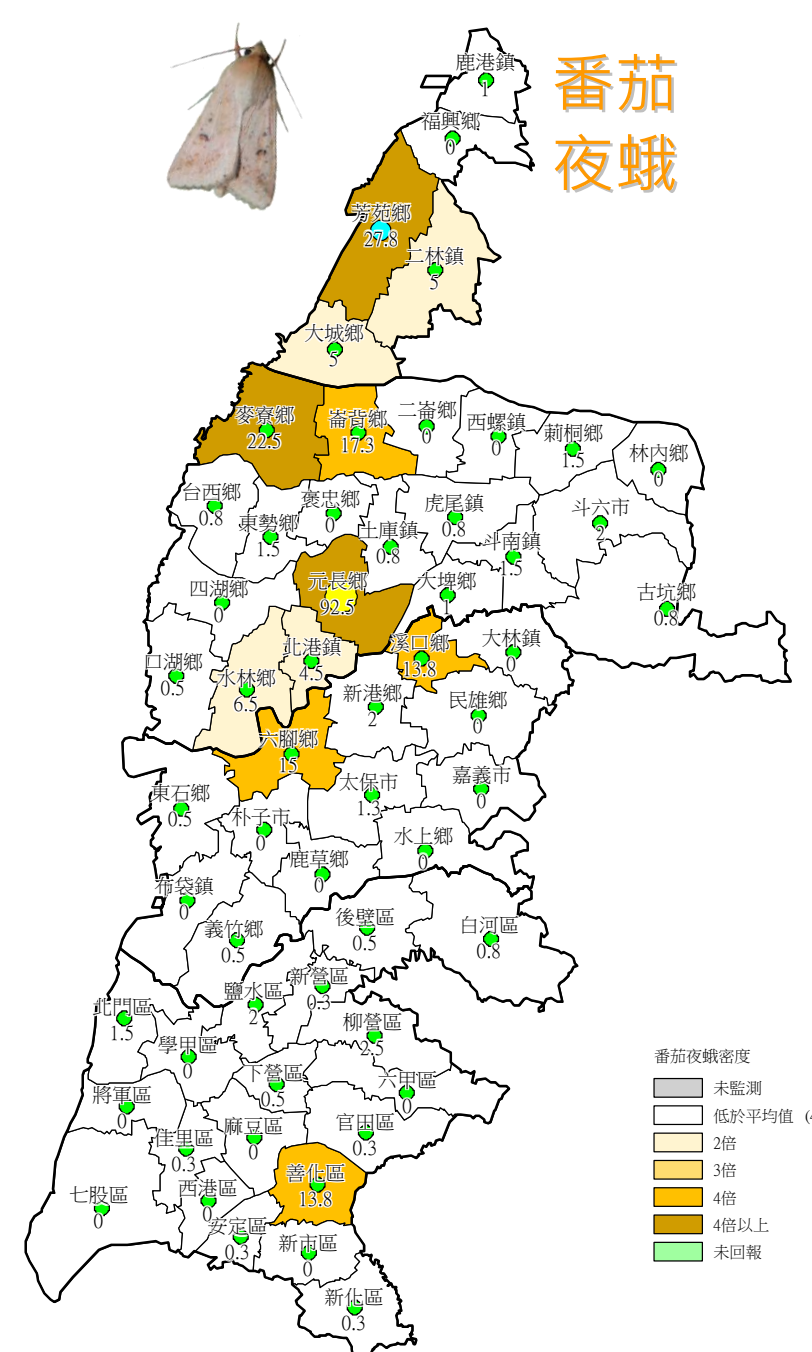 番茄
夜蛾
鹿港鎮
1
福興鄉
0
芳苑鄉
27.8
二林鎮
5
大城鄉
5
麥寮鄉
22.5
崙背鄉
17.3
二崙鄉
0
西螺鎮
0
莿桐鄉
1.5
林內鄉
0
台西鄉
0.8
東勢鄉
1.5
褒忠鄉
0
土庫鎮
0.8
虎尾鎮
0.8
斗南鎮
1.5
斗六市
2
古坑鄉
0.8
四湖鄉
0
元長鄉
92.5
大埤鄉
1
口湖鄉
0.5
水林鄉
6.5
北港鎮
4.5
溪口鄉
13.8
大林鎮
0
新港鄉
2
民雄鄉
0
六腳鄉
15
東石鄉
0.5
太保市
1.3
嘉義市
0
朴子市
0
水上鄉
0
鹿草鄉
0
布袋鎮
0
義竹鄉
0.5
後壁區
0.5
白河區
0.8
新營區
0.3
鹽水區
2
北門區
1.5
柳營區
2.5
學甲區
0
下營區
0.5
六甲區
0
將軍區
0
麻豆區
0
官田區
0.3
佳里區
0.3
善化區
13.8
西港區
0
七股區
0
安定區
0.3
新市區
0
新化區
0.3
番茄夜蛾密度
未監測
低於平均值
2倍
3倍
4倍
4倍以上
未回報